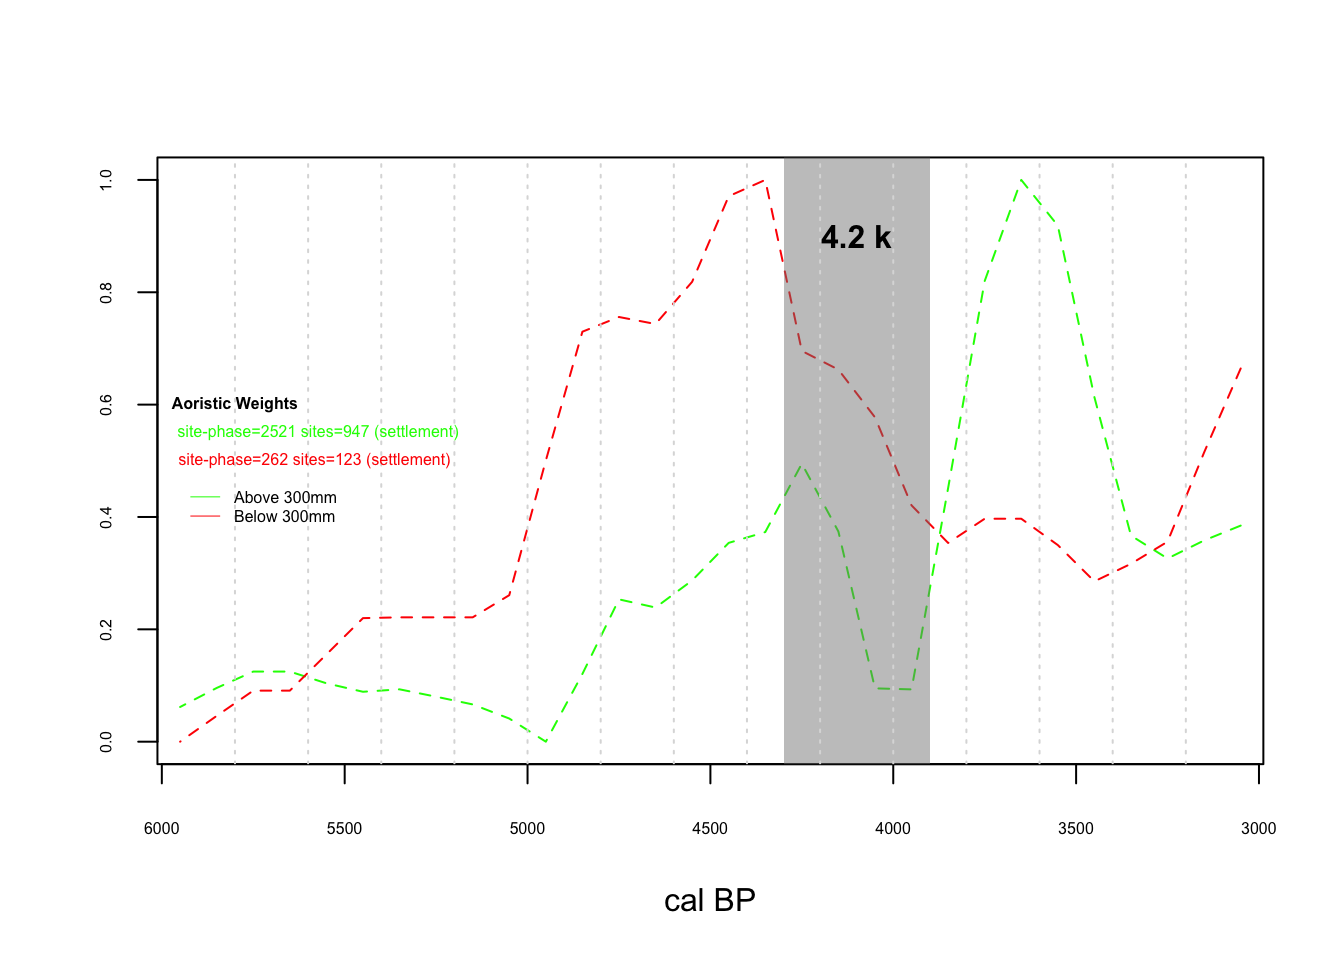 4.2 k
1.0
0.8
0.6
0.4
0.2
0.0
Aoristic Weights
site-phase=2521 sites=947 (settlement)
site-phase=262 sites=123 (settlement)
Above 300mm
Below 300mm
6000 5500 5000 4500 4000 3500 3000
cal BP